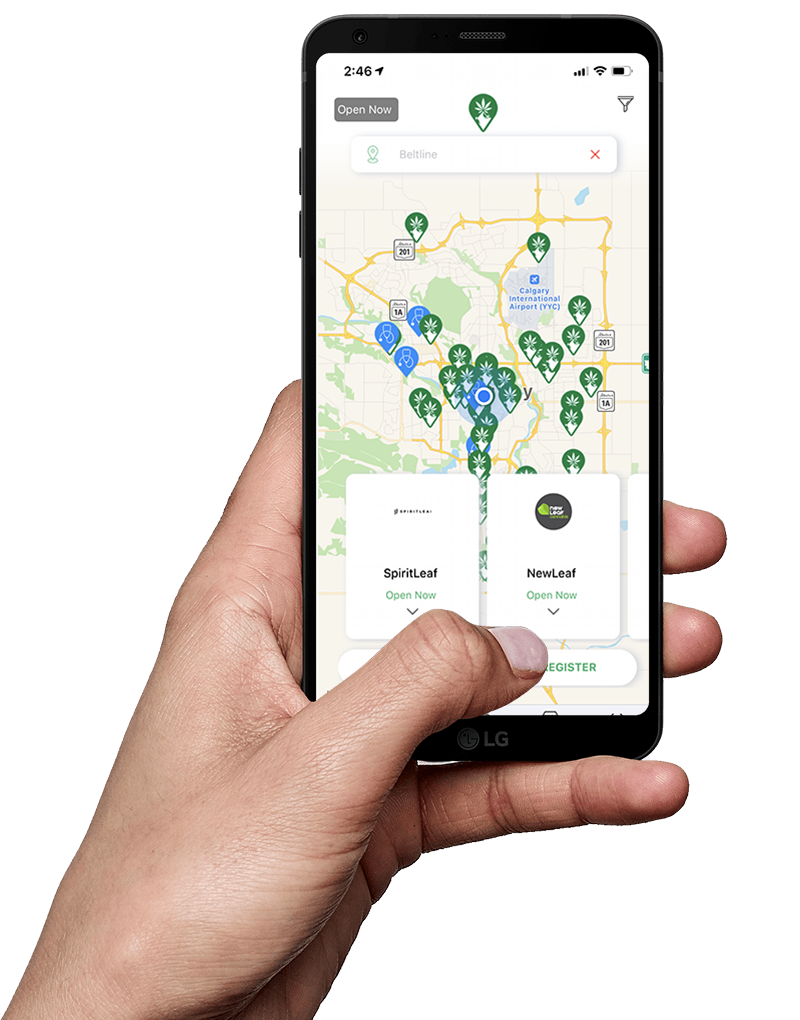 2:46
Open Now
Beltline
201
Calgary
International
Airport (YYC)
1A
201
1A
y
SPIRITLEAF
new
LEAF
SpiritLeaf
NewLeaf
Open Now
Open Now
EGISTER
LG